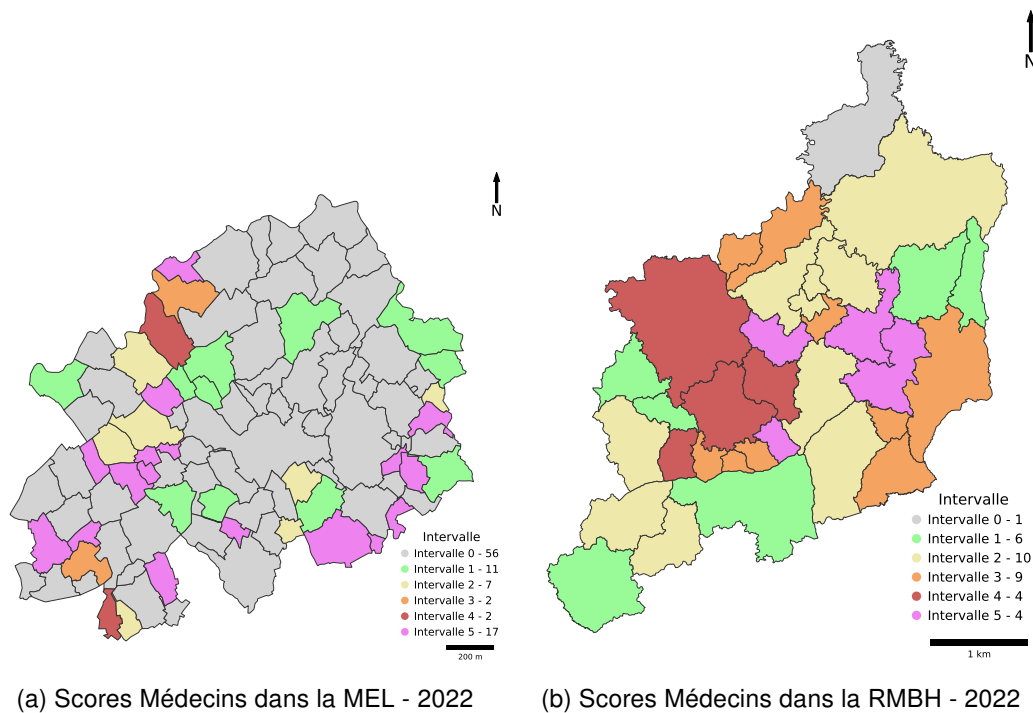 N
Intervalle
Intervalle 0 - 56
Intervalle 1 - 11
Intervalle 2 - 7
Intervalle 3 - 2
Intervalle 4 - 2
Intervalle 5 - 17
200 m
(a) Scores Médecins dans la MEL - 2022
N
Intervalle
Intervalle 0 - 1
Intervalle 1 - 6
Intervalle 2 - 10
Intervalle 3 - 9
Intervalle 4 - 4
Intervalle 5 - 4
1 km
(b) Scores Médecins dans la RMBH - 2022